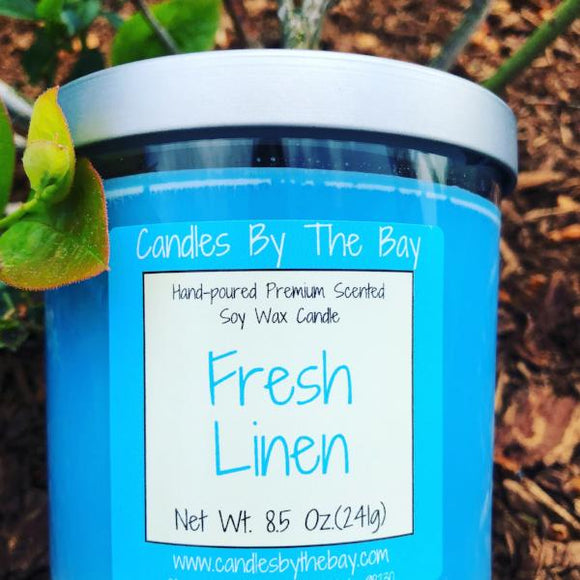 Candles By The Bay
Hand-poured Premium Scented
Soy Wax Candle
Fresh
Linen
Net Wt. 8.5 Oz.(241g)
www.candlesbythebay.com